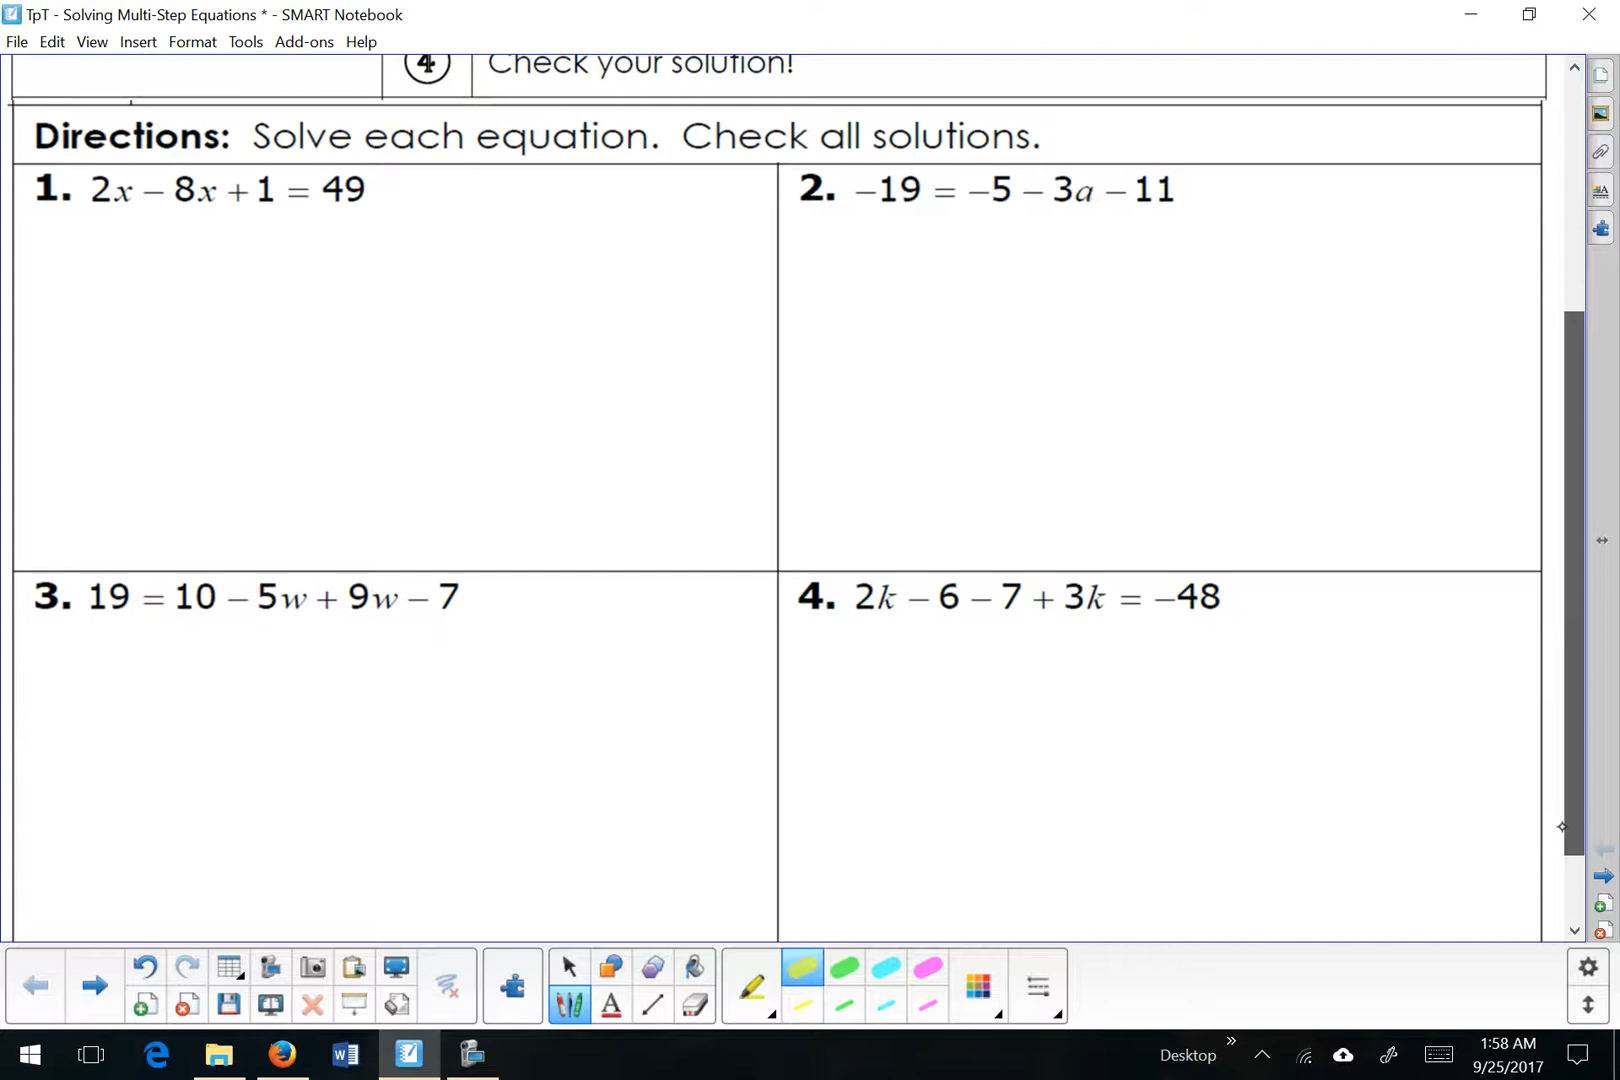 TpT - Solving Multi-Step Equations * - SMART Notebook
File Edit View Insert Format Tools Add-ons Help
4 Check your solution!
Directions: Solve each equation. Check all solutions.
1. 2x − 8x + 1 = 49
2. −19 = −5 − 3a − 11
3. 19 = 10 − 5w + 9w − 7
4. 2k − 6 − 7 + 3k = −48
Desktop
1:58 AM
9/25/2017